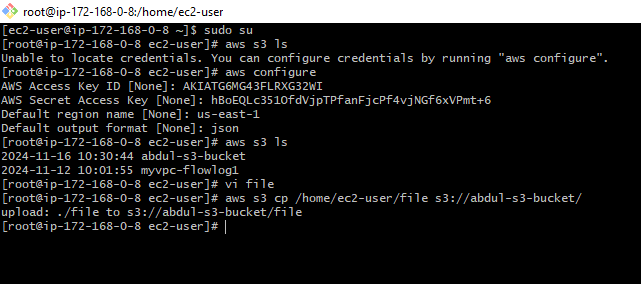 root@ip-172-168-0-8:/home/ec2-user
[ec2-user@ip-172-168-0-8 ~]$ sudo su
[root@ip-172-168-0-8 ec2-user]# aws s3 ls
Unable to locate credentials. You can configure credentials by running "aws configure".
[root@ip-172-168-0-8 ec2-user]# aws configure
AWS Access Key ID [None]: AKIATG6MG43FLRXG32WI
AWS Secret Access Key [None]: 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
Default region name [None]: us-east-1
Default output format [None]: json
[root@ip-172-168-0-8 ec2-user]# aws s3 ls
2024-11-16 10:30:44 abdul-s3-bucket
2024-11-12 10:01:55 myvpc-flowlog1
[root@ip-172-168-0-8 ec2-user]# vi file
[root@ip-172-168-0-8 ec2-user]# aws s3 cp /home/ec2-user/file s3://abdul-s3-bucket/
upload: ./file to s3://abdul-s3-bucket/file
[root@ip-172-168-0-8 ec2-user]#